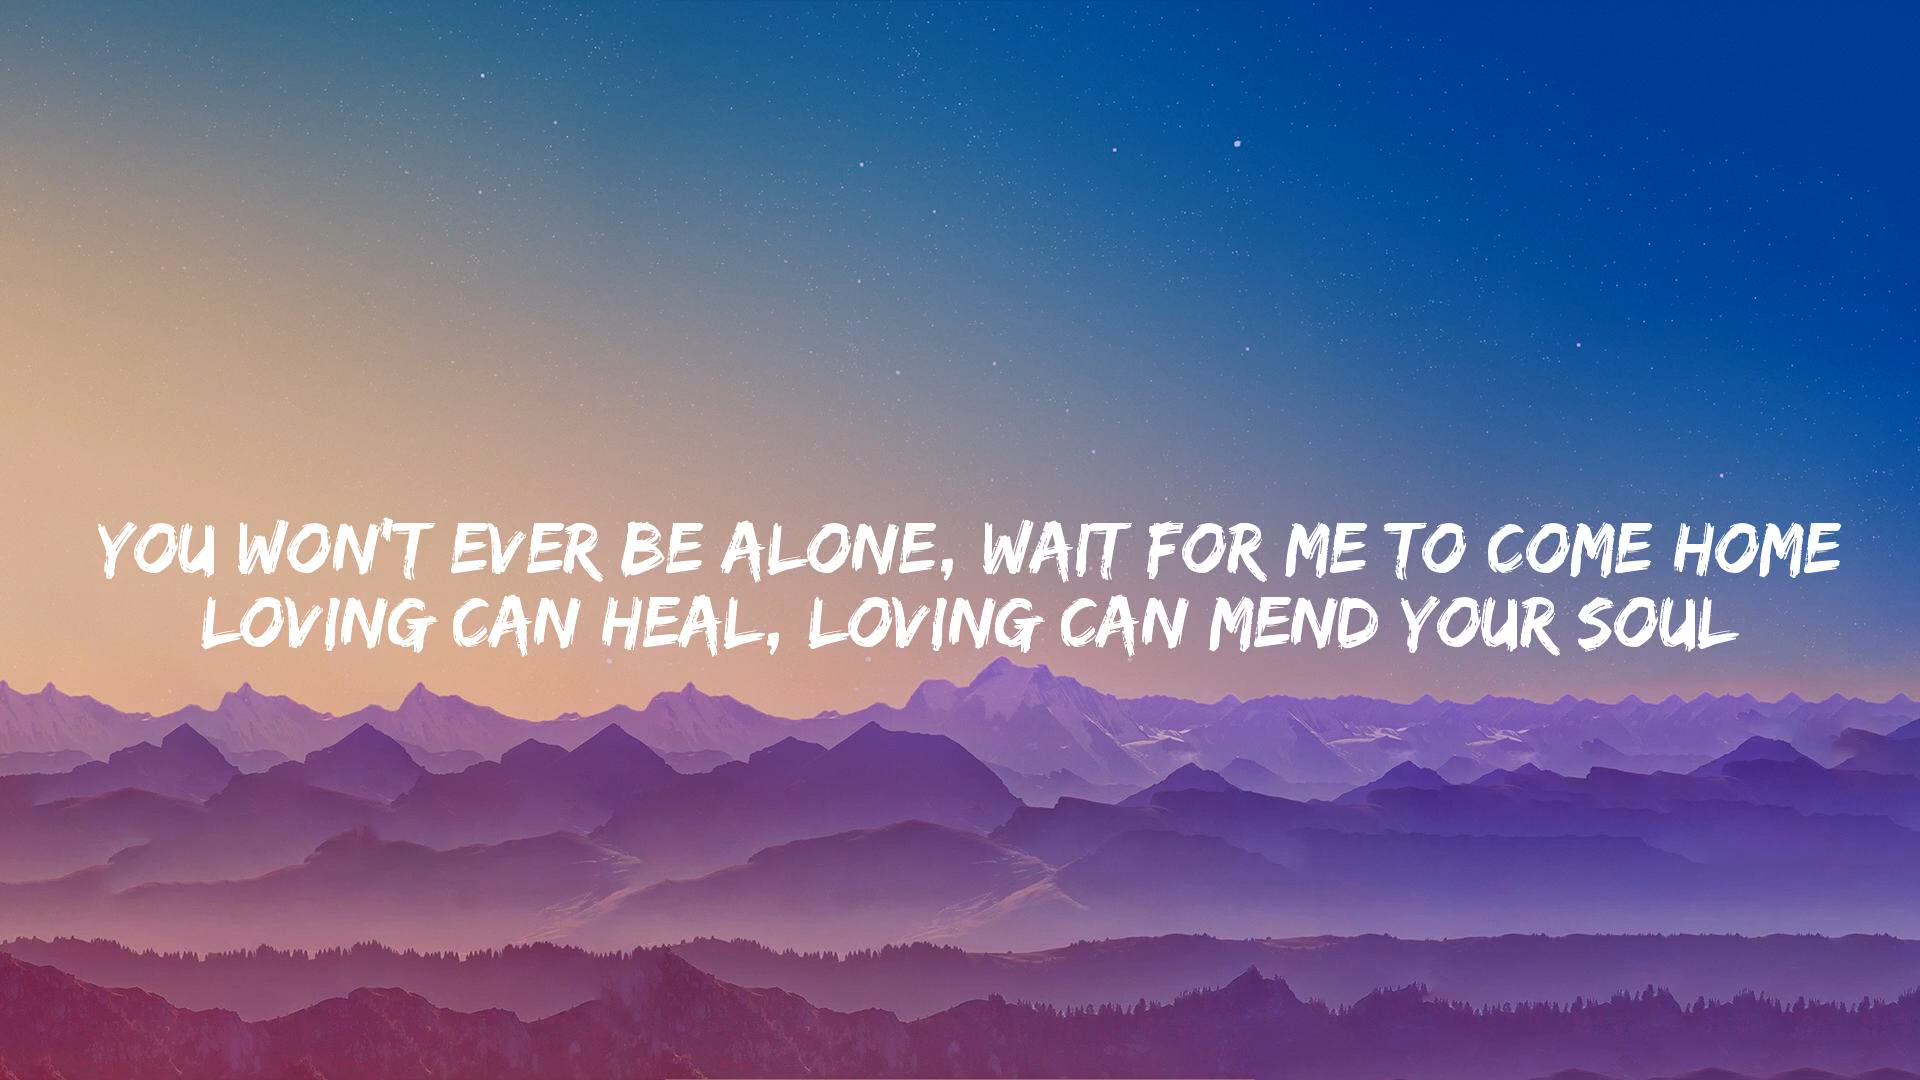 YOU WON'T EVER BE ALONE, WAIT FOR ME TO COME HOME
LOVING CAN HEAL, LOVING CAN MEND YOUR SOUL